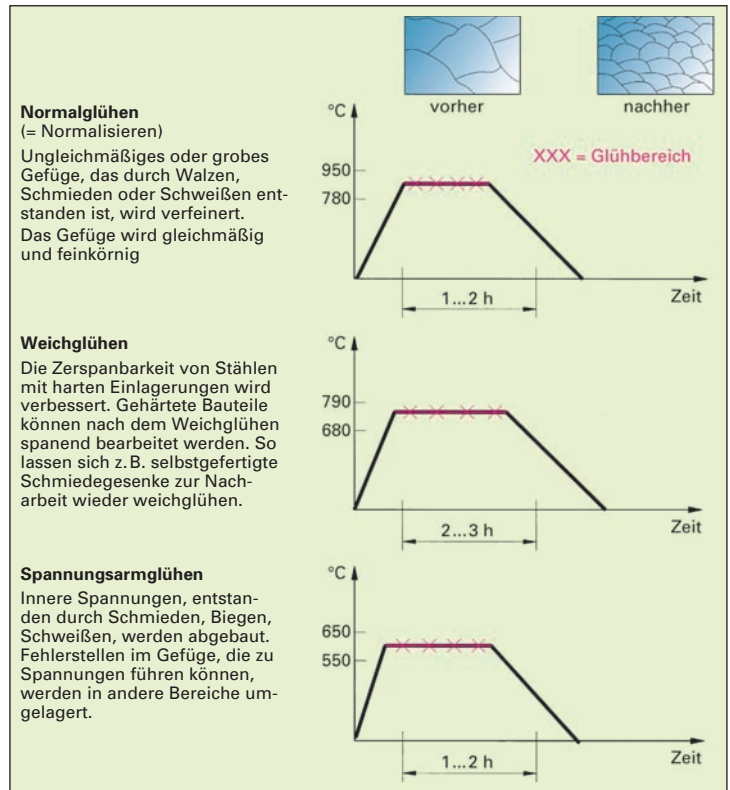 vorher
nachher
Normalglühen
(= Normalisieren)
Ungleichmäßiges oder grobes
Gefüge, das durch Walzen,
Schmieden oder Schweißen ent-
standen ist, wird verfeinert.
Das Gefüge wird gleichmäßig
und feinkörnig
°C
XXX = Glühbereich
950
780
1...2 h
Zeit
Weichglühen
Die Zerspanbarkeit von Stählen
mit harten Einlagerungen wird
verbessert. Gehärtete Bauteile
können nach dem Weichglühen
spanend bearbeitet werden. So
lassen sich z. B. selbstgefertigte
Schmiedegesenke zur Nach-
arbeit wieder weichglühen.
°C
790
680
2...3 h
Zeit
Spannungsarmglühen
Innere Spannungen, entstan-
den durch Schmieden, Biegen,
Schweißen, werden abgebaut.
Fehlerstellen im Gefüge, die zu
Spannungen führen können,
werden in andere Bereiche um-
gelagert.
°C
650
550
1...2 h
Zeit